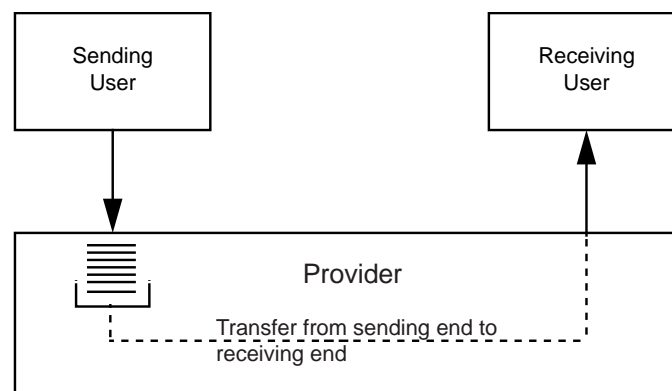 Sending
User
Receiving
User
Provider
Transfer from sending end to
receiving end